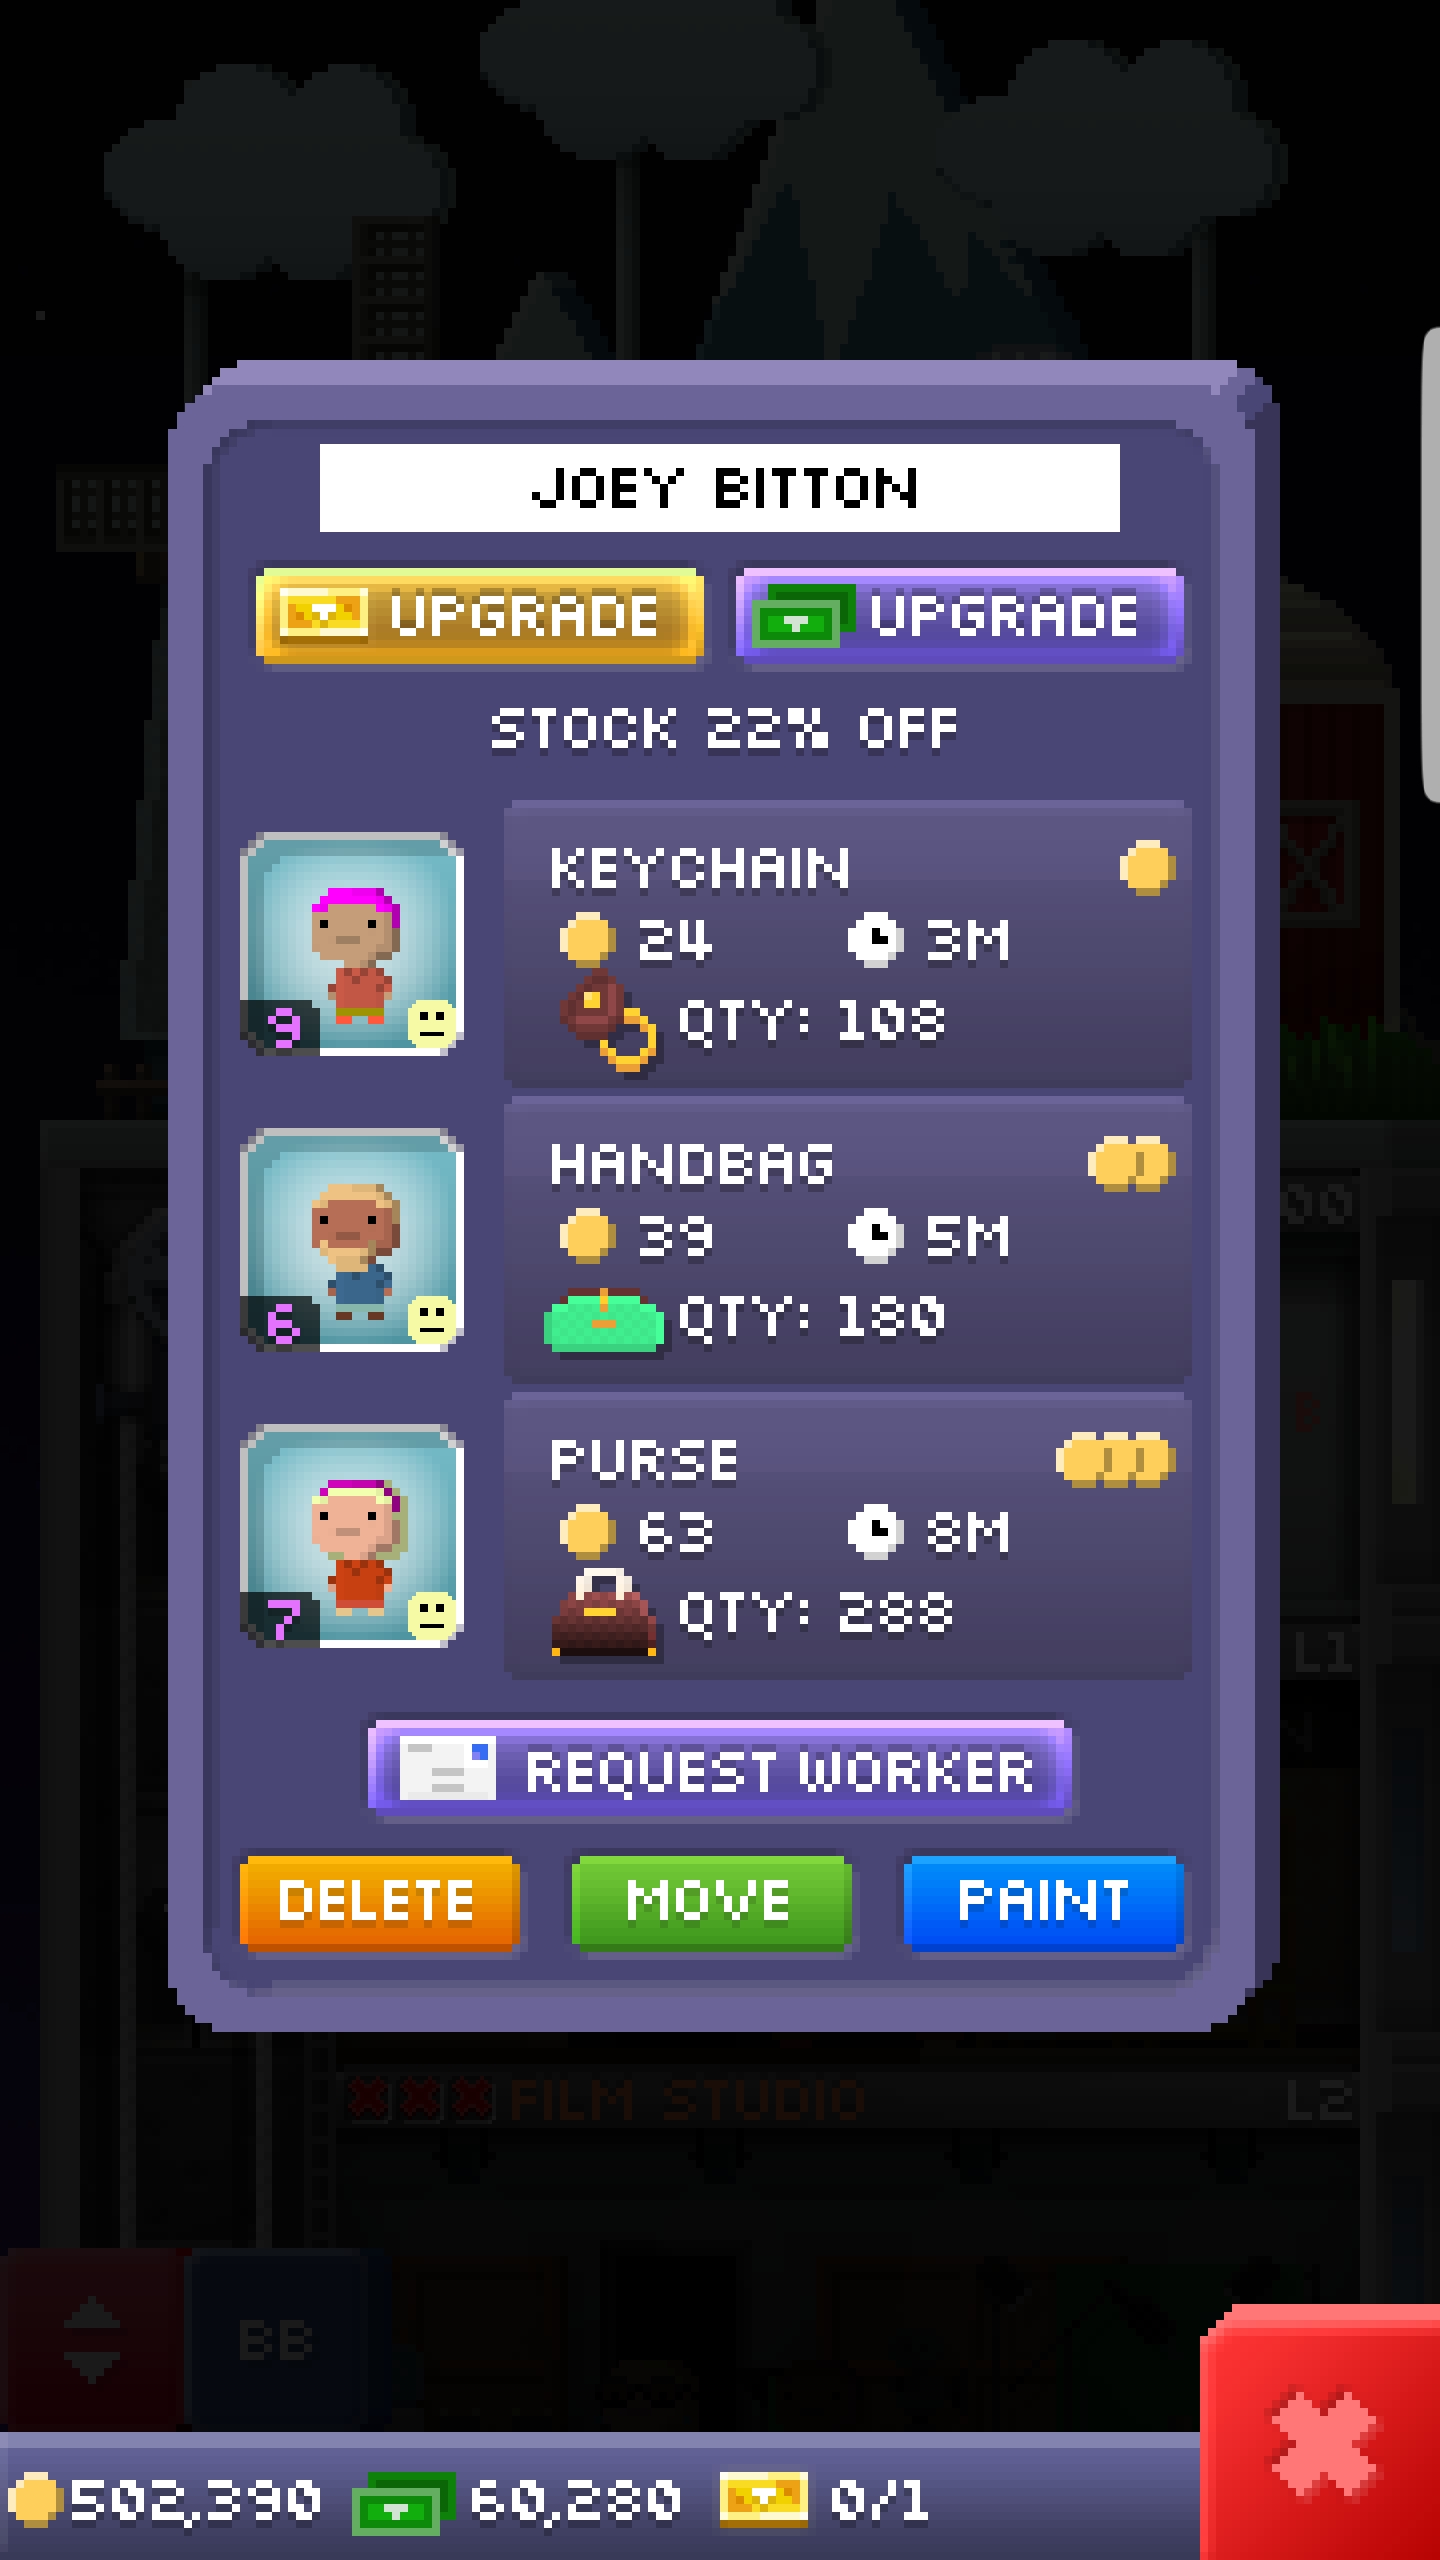 JOEY BITTON
UPGRADE
UPGRADE
STOCK 22% OFF
KEYCHAIN
24
3M
9
QTY: 108
HANDBAG
39
5M
6
QTY: 180
PURSE
63
8M
7
QTY: 288
REQUEST WORKER
DELETE
MOVE
PAINT
FILM STUDIO
L2
BB
502,390
60,280
0/1